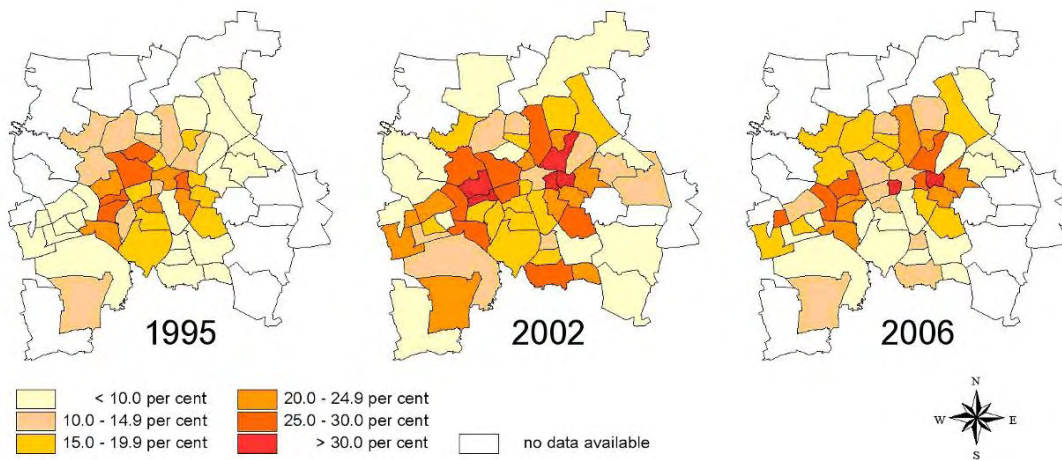 1995
2002
2006
< 10.0 per cent
10.0 - 14.9 per cent
15.0 - 19.9 per cent
20.0 - 24.9 per cent
25.0 - 30.0 per cent
> 30.0 per cent
no data available
N
W E
S